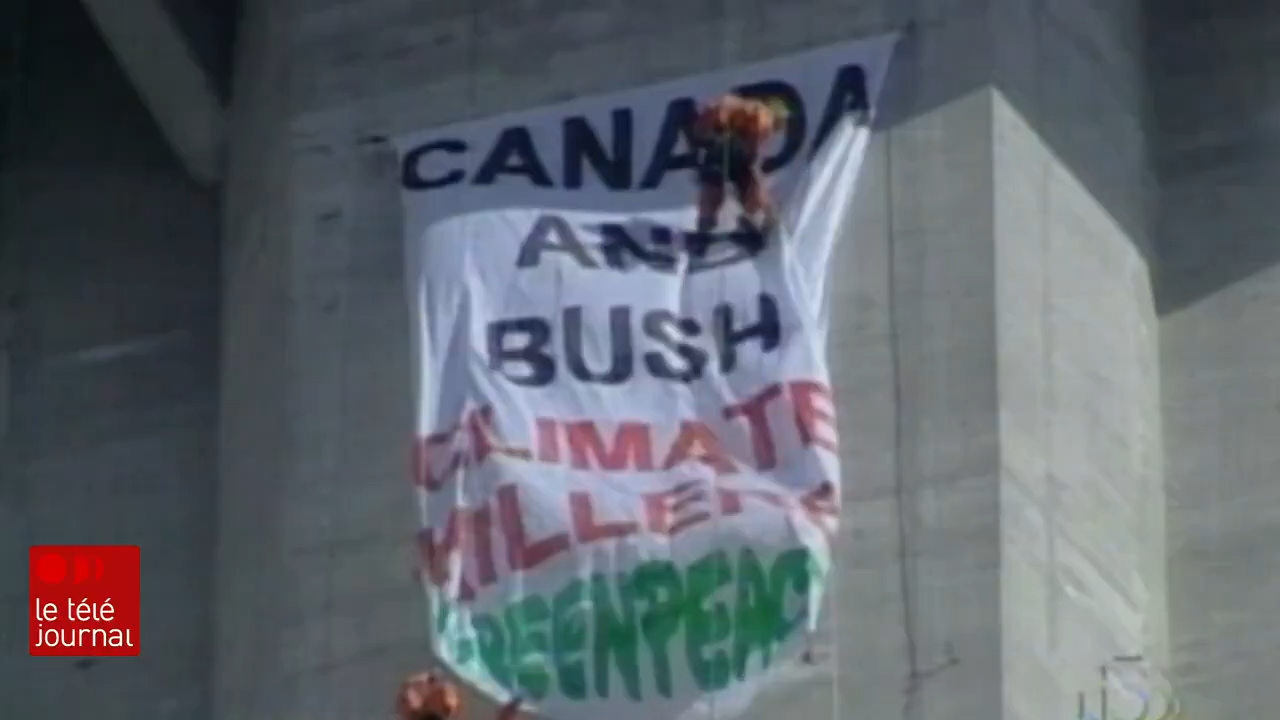 CANADA
AND
BUSH
CLIMATE
KILLERS
GREENPEACE
le télé
journal